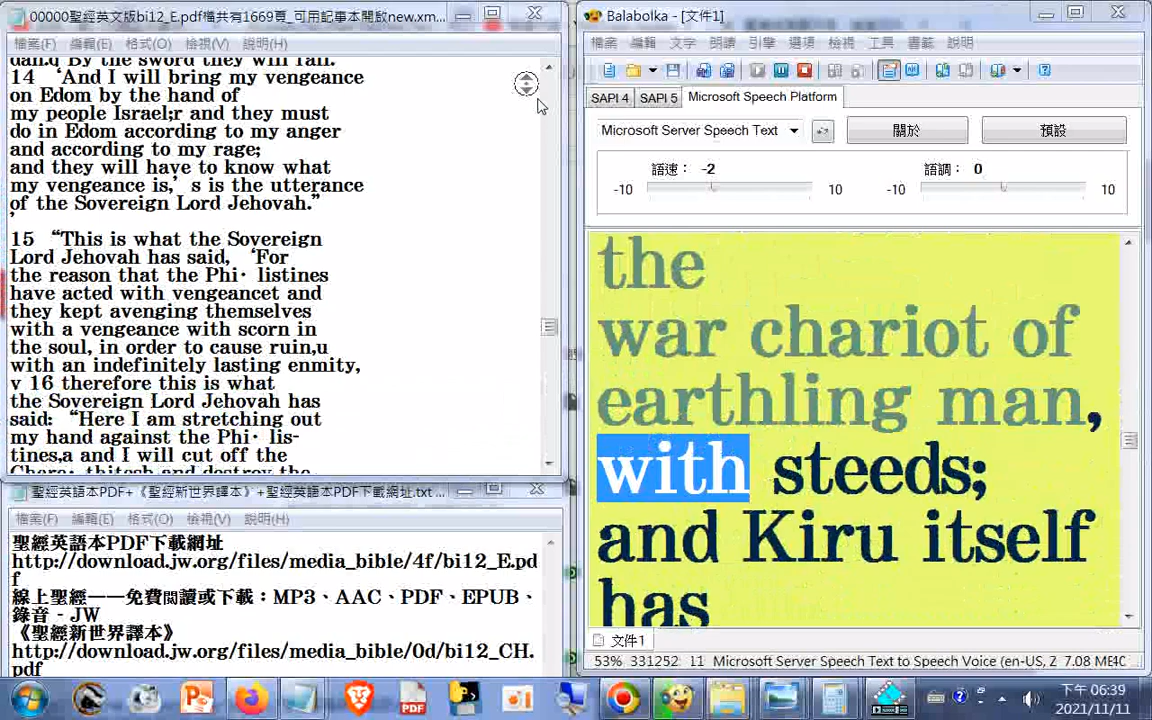 00000聖經英文版bi12_E.pdf檔共有1669頁_可用記事本開啟new.xm...
檔案(F) 編輯(E) 格式(O) 檢視(V) 說明(H)
dan.q By the sword they will fall.
14 ‘And I will bring my vengeance
on Edom by the hand of
my people Israel;r and they must
do in Edom according to my anger
and according to my rage;
and they will have to know what
my vengeance is,’ s is the utterance
of the Sovereign Lord Jehovah.”
’
15 “This is what the Sovereign
Lord Jehovah has said, ‘For
the reason that the Phi· listines
have acted with vengeancet and
they kept avenging themselves
with a vengeance with scorn in
the soul, in order to cause ruin,u
with an indefinitely lasting enmity,
v 16 therefore this is what
the Sovereign Lord Jehovah has
said: “Here I am stretching out
my hand against the Phi· lis-
tines,a and I will cut off the
Chere· thitesb and destroy the
聖經英語本PDF+《聖經新世界譯本》+聖經英語本PDF下載網址.txt ...
檔案(F) 編輯(E) 格式(O) 檢視(V) 說明(H)
聖經英語本PDF下載網址
http://download.jw.org/files/media_bible/4f/bi12_E.pd
f
線上聖經——免費閱讀或下載：MP3、AAC、PDF、EPUB、
錄音 - JW
《聖經新世界譯本》
http://download.jw.org/files/media_bible/0d/bi12_CH.
pdf
Balabolka - [文件1]
檔案 編輯 文字 朗讀 引擎 選項 檢視 工具 書籤 說明
SAPI 4 SAPI 5 Microsoft Speech Platform
Microsoft Server Speech Text 關於 預設
語速： -2 語調： 0
-10 10 -10 10
the
war chariot of
earthling man,
with steeds;
and Kiru itself
has
文件1
53% 331252 11 Microsoft Server Speech Text to Speech Voice (en-US, Z 7.08 МБ
下午 06:39
2021/11/11